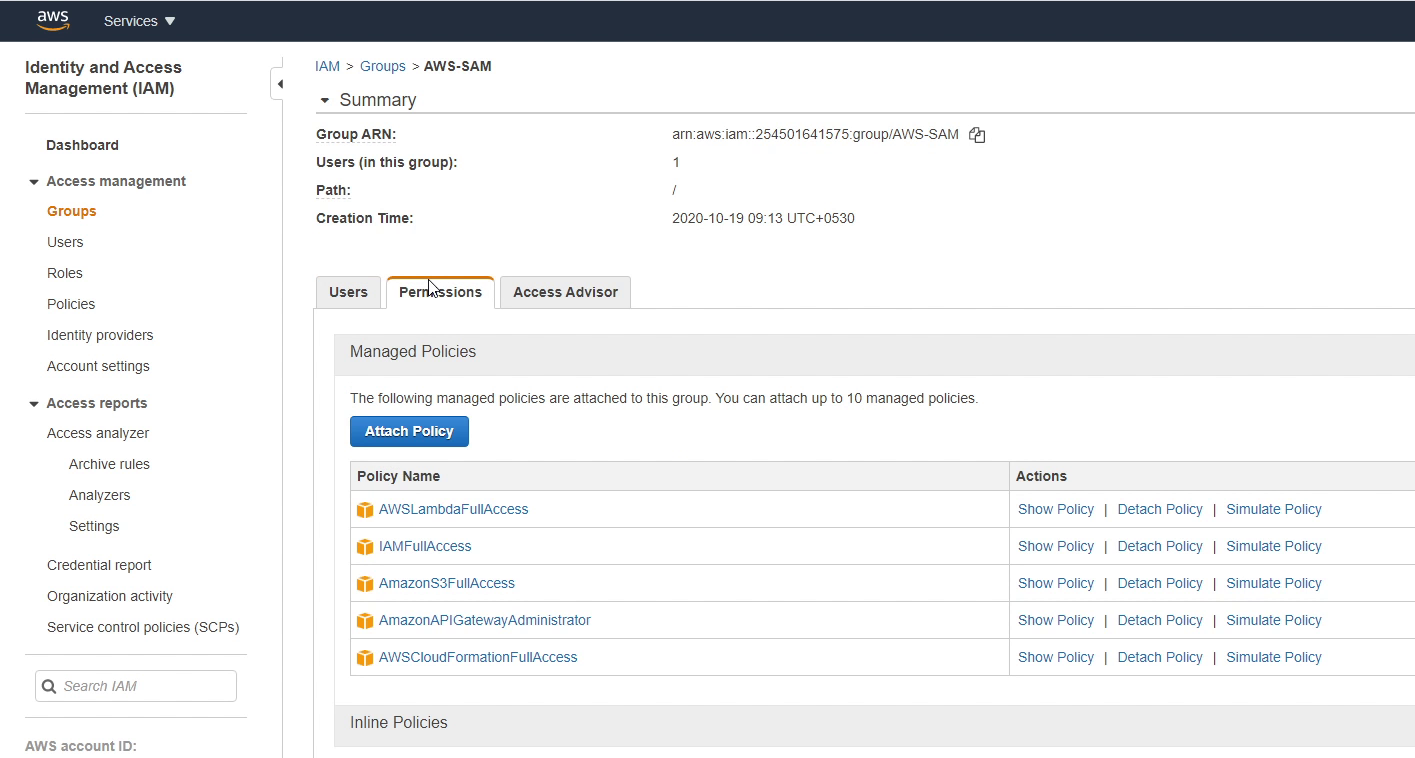 aws
Services
Identity and Access
Management (IAM)
Dashboard
Access management
Groups
Users
Roles
Policies
Identity providers
Account settings
Access reports
Access analyzer
Archive rules
Analyzers
Settings
Credential report
Organization activity
Service control policies (SCPs)
Search IAM
AWS account ID:
IAM > Groups > AWS-SAM
Summary
Group ARN: arn:aws:iam::254501641575:group/AWS-SAM
Users (in this group): 1
Path: /
Creation Time: 2020-10-19 09:13 UTC+0530
Users Permissions Access Advisor
Managed Policies
The following managed policies are attached to this group. You can attach up to 10 managed policies.
Attach Policy
Policy Name Actions
AWSLambdaFullAccess Show Policy | Detach Policy | Simulate Policy
IAMFullAccess Show Policy | Detach Policy | Simulate Policy
AmazonS3FullAccess Show Policy | Detach Policy | Simulate Policy
AmazonAPIGatewayAdministrator Show Policy | Detach Policy | Simulate Policy
AWSCloudFormationFullAccess Show Policy | Detach Policy | Simulate Policy
Inline Policies